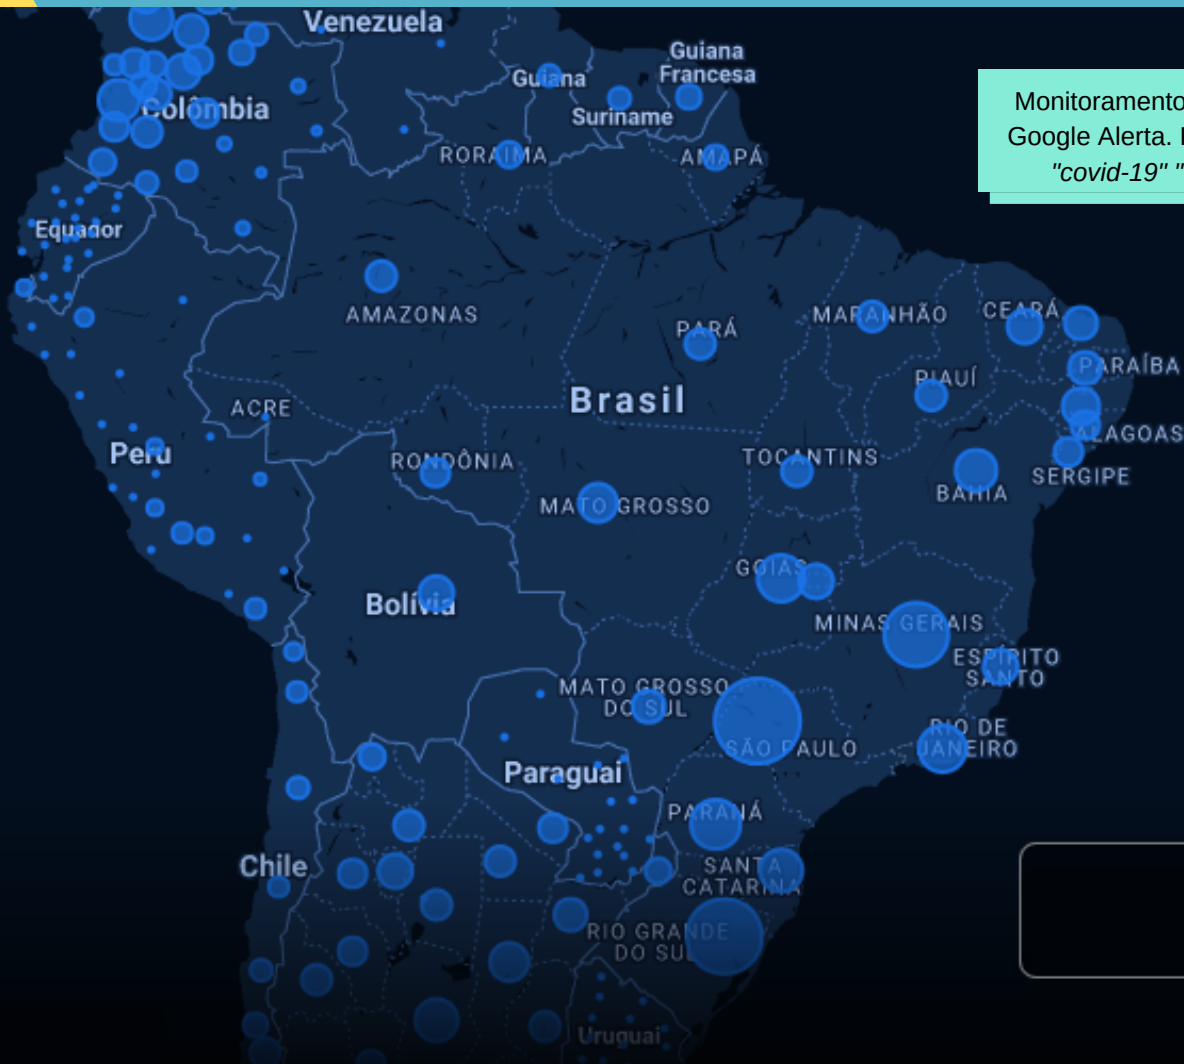 Venezuela
Guiana
Francesa
Guiana
Suriname
Colômbia
RORAIMA
AMAPÁ
Monitoramento
Google Alerta. 
"covid-19" "
Equador
AMAZONAS
PARÁ
MARANHÃO
CEARÁ
PARAÍBA
PIAUÍ
ACRE
Brasil
ALAGOAS
Peru
RONDÔNIA
TOCANTINS
SERGIPE
BAHIA
MATO GROSSO
GOIÁS
Bolívia
MINAS GERAIS
ESPÍRITO
SANTO
MATO GROSSO
DO SUL
RIO DE
JANEIRO
SÃO PAULO
Paraguai
PARANÁ
Chile
SANTA
CATARINA
RIO GRANDE
DO SUL
Uruguai